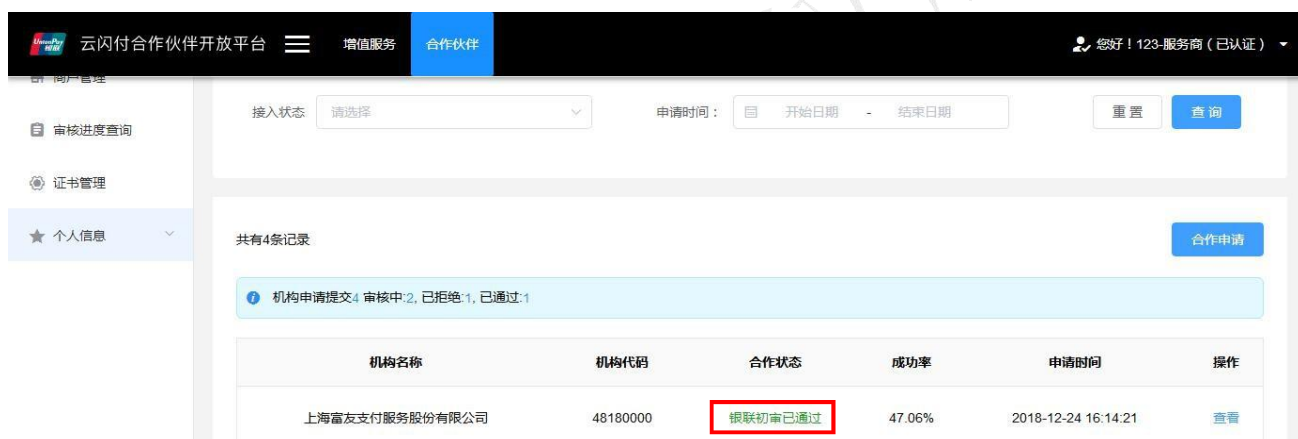 UnionPay 银联 云闪付合作伙伴开放平台 增值服务 合作伙伴 您好！123-服务商（已认证）
商户管理
接入状态 请选择 申请时间： 开始日期 - 结束日期 重置 查询
审核进度查询
证书管理
个人信息 共有4条记录 合作申请
机构申请提交4 审核中:2, 已拒绝:1, 已通过:1
机构名称 机构代码 合作状态 成功率 申请时间 操作
上海富友支付服务股份有限公司 48180000 银联初审已通过 47.06% 2018-12-24 16:14:21 查看